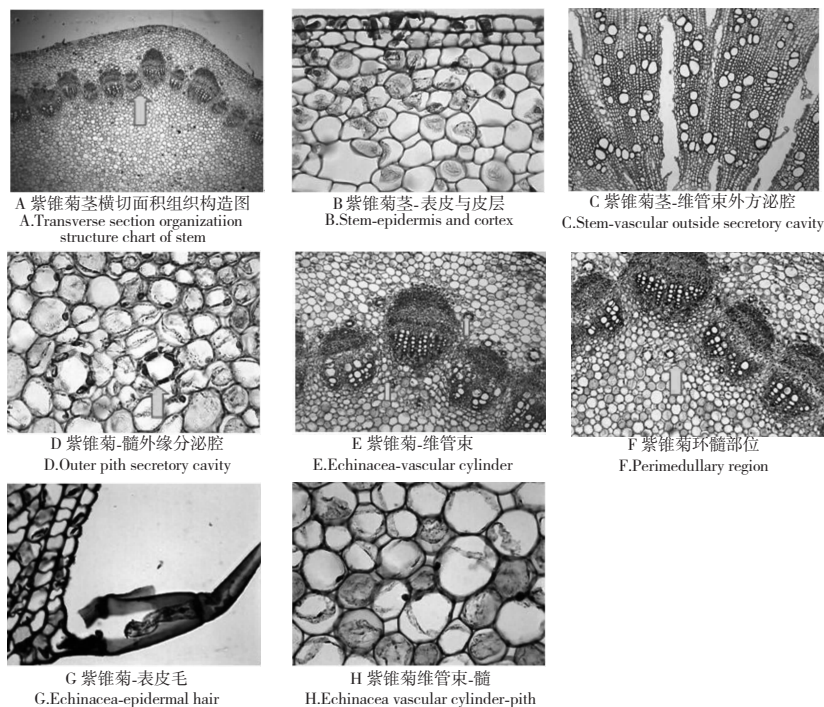 A 紫锥菊茎横切面积组织构造图
A.Transverse section organizatiion
structure chart of stem
B紫锥菊茎-表皮与皮层
B.Stem-epidermis and cortex
C 紫锥菊茎-维管束外方泌腔
C.Stem-vascular outside secretory cavity
D 紫锥菊-髓外缘分泌腔
D.Outer pith secretory cavity
E 紫锥菊-维管束
E.Echinacea-vascular cylinder
F 紫锥菊环髓部位
F.Perimedullary region
G 紫锥菊-表皮毛
G.Echinacea-epidermal hair
H 紫锥菊维管束-髓
H.Echinacea vascular cylinder-pith